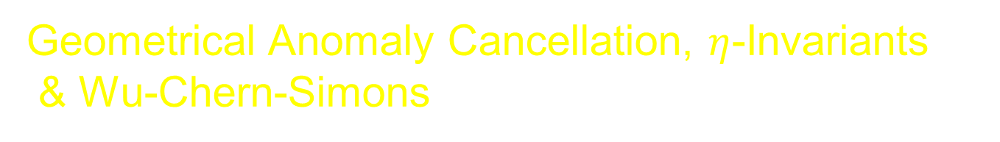 Geometrical Anomaly Cancellation, η-Invariants
& Wu-Chern-Simons